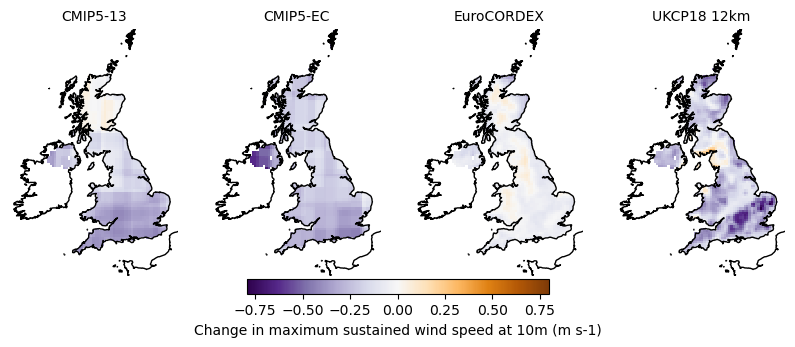 CMIP5-13 CMIP5-EC EuroCORDEX UKCP18 12km
−0.75 −0.50 −0.25 0.00 0.25 0.50 0.75
Change in maximum sustained wind speed at 10m (m s-1)